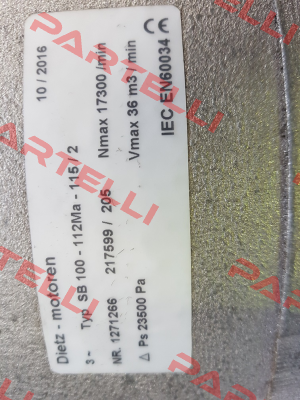 Dietz - motoren
10 / 2016
3 ~ Typ SB 100 - 112Ma - 115 / 2
NR. 1271266 217599 / 205 Nmax 17300 /min
△ Ps 23500 Pa Vmax 36 m3 / min
IEC-EN60034 CE
PARTELLI
PARTELLI
PARTELLI